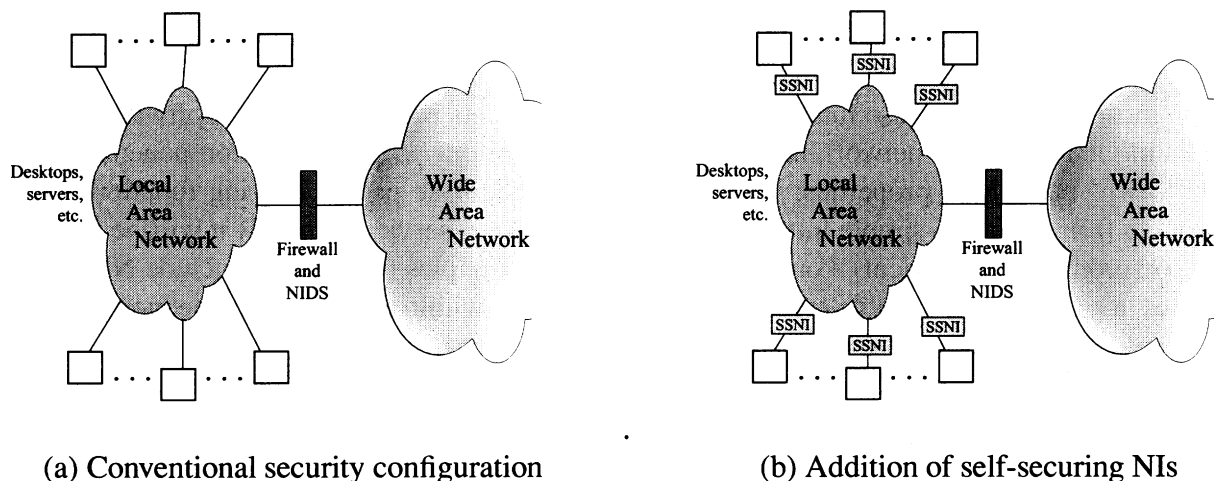 Desktops,
servers,
etc.
Local
Area
Network
Firewall
and
NIDS
Wide
Area
Network
(a) Conventional security configuration
SSNI
SSNI
SSNI
Desktops,
servers,
etc.
Local
Area
Network
Firewall
and
NIDS
Wide
Area
Network
SSNI
SSNI
SSNI
(b) Addition of self-securing NIs